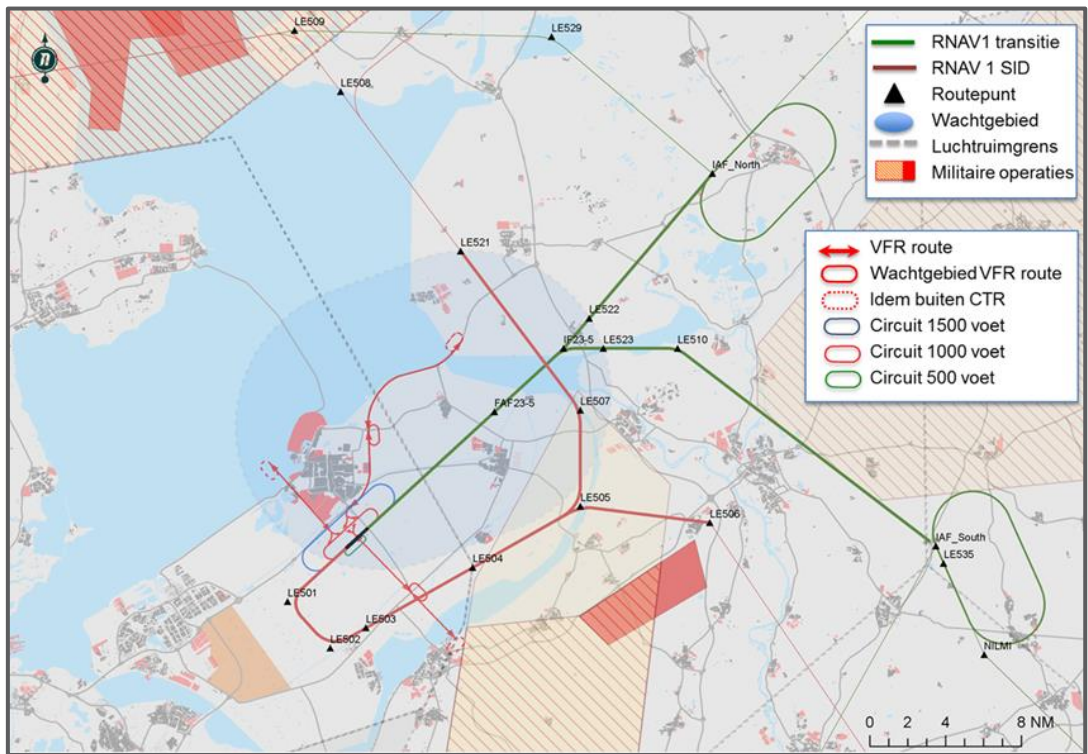 LE509
LE529
n
LE508
RNAV1 transitie
RNAV 1 SID
Routepunt
Wachtgebied
Luchtruimgrens
Militaire operaties
IAF_North
VFR route
Wachtgebied VFR route
Idem buiten CTR
Circuit 1500 voet
Circuit 1000 voet
Circuit 500 voet
LE521
LE522
IF23-5
LE523
LE510
FAF23-5
LE507
LE505
LE506
IAF_South
LE535
LE504
LE501
LE503
LE502
NILMI
0 2 4 8 NM